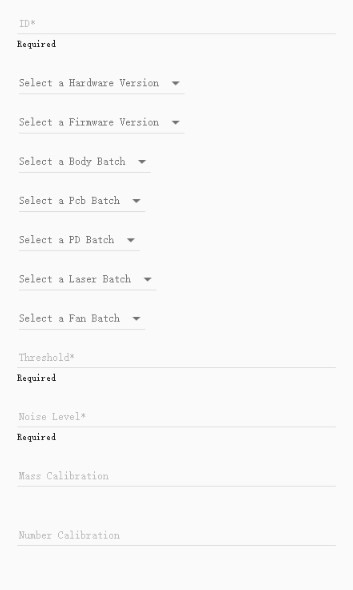 ID*
Required
Select a Hardware Version
Select a Firmware Version
Select a Body Batch
Select a Pcb Batch
Select a PD Batch
Select a Laser Batch
Select a Fan Batch
Threshold*
Required
Noise Level*
Required
Mass Calibration
Number Calibration